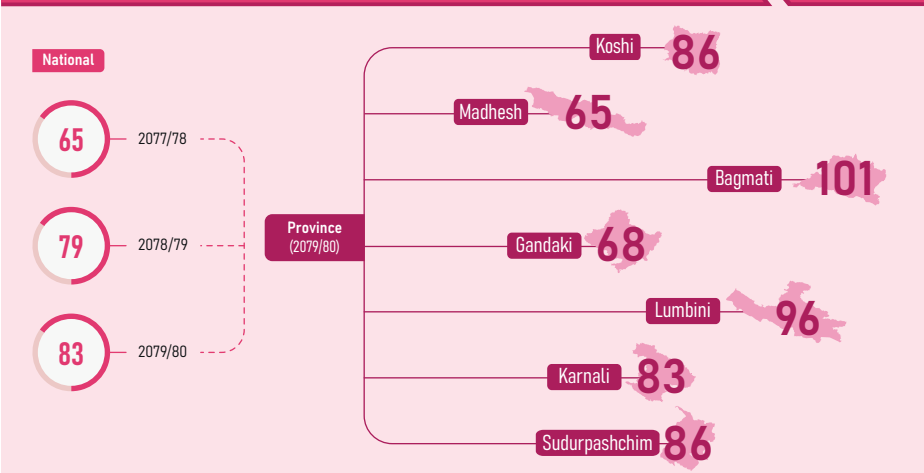 National
65
2077/78
79
2078/79
83
2079/80
Province
(2079/80)
Koshi
86
Madhesh
65
Bagmati
101
Gandaki
68
Lumbini
96
Karnali
83
Sudurpashchim
86